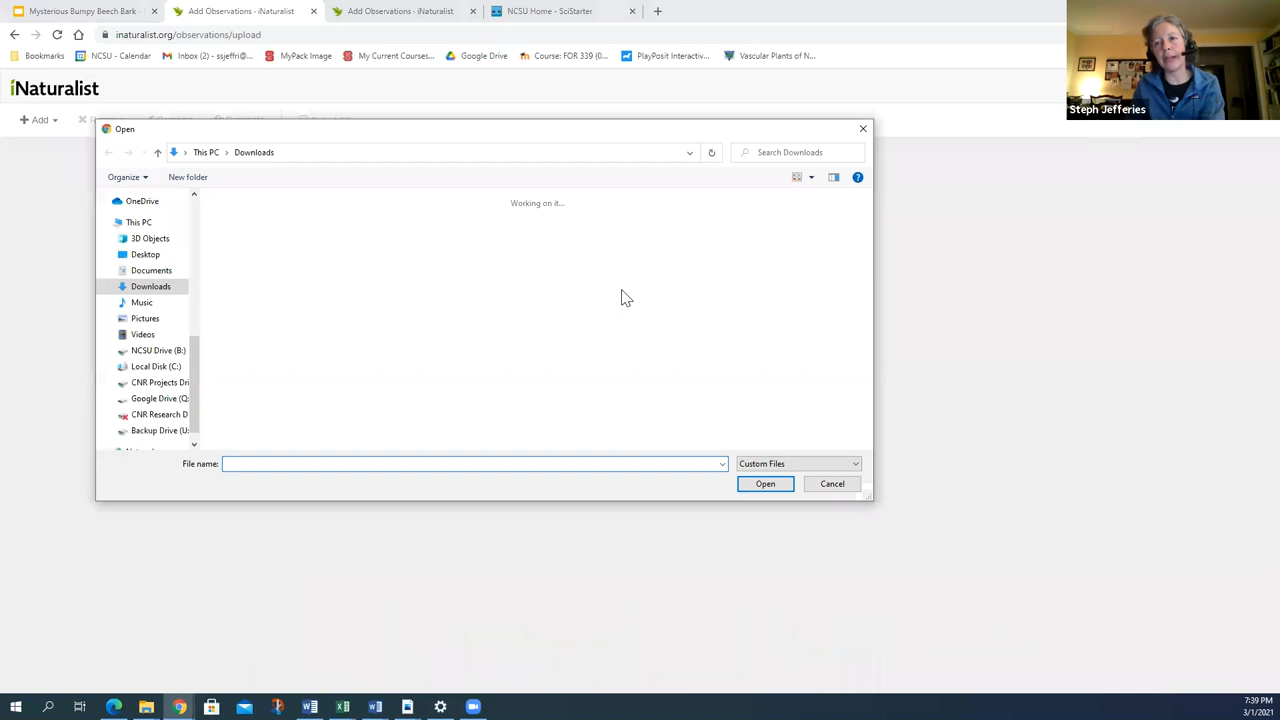 Mysterious Bumpy Beech Bark
Add Observations - iNaturalist
Add Observations - iNaturalist
NCSU Home - SciStarter
inaturalist.org/observations/upload
Bookmarks
NCSU - Calendar
Inbox (2) - ssjeffri@...
MyPack Image
My Current Courses...
Google Drive
Course: FOR 339 (0...
PlayPosit Interactiv...
Vascular Plants of N...
Steph Jefferies
iNaturalist
Add
Open
This PC
Downloads
Search Downloads
Organize
New folder
OneDrive
This PC
3D Objects
Desktop
Documents
Downloads
Music
Pictures
Videos
NCSU Drive (B:)
Local Disk (C:)
CNR Projects Dri
Google Drive (Q:
CNR Research D
Backup Drive (U:
Working on it...
File name:
Custom Files
Open
Cancel
7:39 PM
3/1/2021